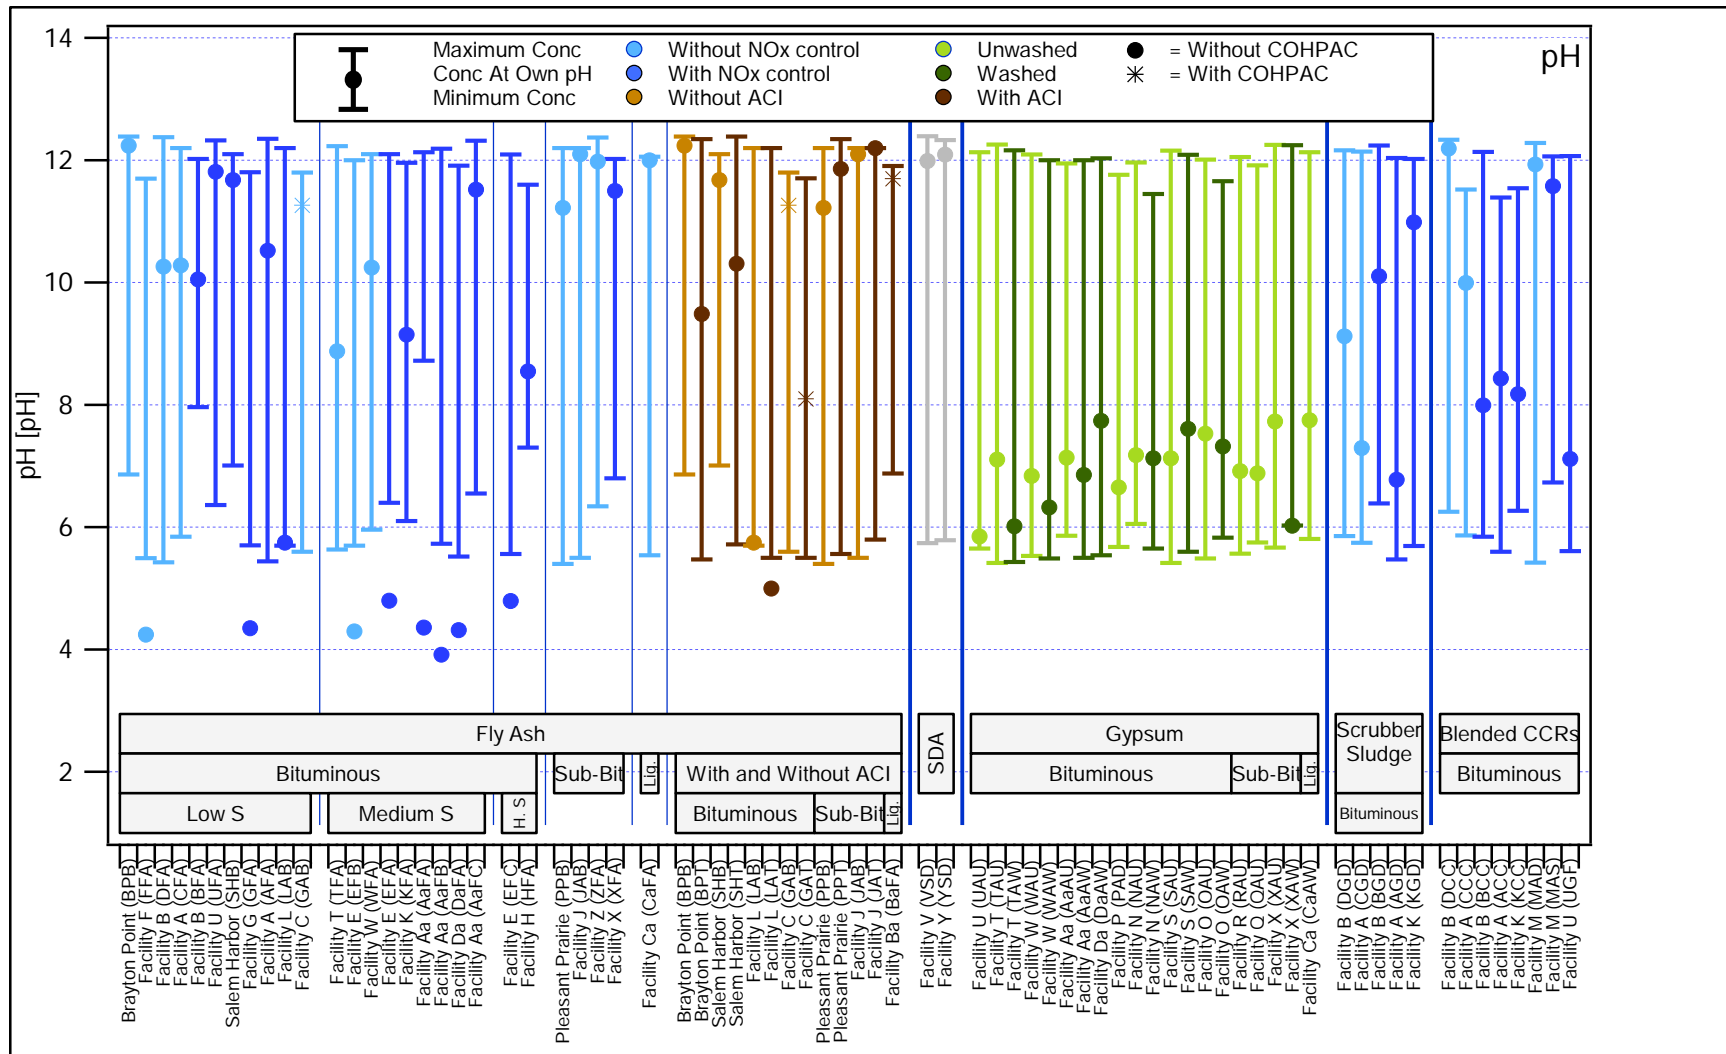 14
12
10
8
6
4
2
pH [pH]
pH
Maximum Conc
Conc At Own pH
Minimum Conc
Without NOx control
With NOx control
Without ACI
Unwashed
Washed
With ACI
= Without COHPAC
= With COHPAC
Fly Ash
SDA
Gypsum
Scrubber
Sludge
Blended CCRs
Bituminous
Sub-Bit
Lig.
With and Without ACI
Bituminous
Sub-Bit
Lig.
Bituminous
Low S
Medium S
H. S
Bituminous
Sub-Bit
Lig.
Bituminous
Brayton Point (BPB)
Facility F (FFA)
Facility B (DFA)
Facility A (CFA)
Facility B (BFA)
Facility U (UFA)
Salem Harbor (SHB)
Facility G (GFA)
Facility A (AFA)
Facility L (LAB)
Facility C (GAB)
Facility T (TFA)
Facility E (EFB)
Facility W (WFA)
Facility E (EFA)
Facility K (KFA)
Facility Aa (AaFA)
Facility Aa (AaFB)
Facility Da (DaFA)
Facility Aa (AaFC)
Facility E (EFC)
Facility H (HFA)
Pleasant Prairie (PPB)
Facility J (JAB)
Facility Z (ZFA)
Facility X (XFA)
Facility Ca (CaFA)
Brayton Point (BPB)
Brayton Point (BPT)
Salem Harbor (SHB)
Salem Harbor (SHT)
Facility L (LAB)
Facility L (LAT)
Facility C (GAB)
Facility C (GAT)
Pleasant Prairie (PPB)
Pleasant Prairie (PPT)
Facility J (JAB)
Facility J (JAT)
Facility Ba (BaFA)
Facility V (VSD)
Facility Y (YSD)
Facility U (UAU)
Facility T (TAU)
Facility T (TAW)
Facility W (WAU)
Facility W (WAW)
Facility Aa (AaAU)
Facility Aa (AaAW)
Facility Da (DaAW)
Facility P (PAD)
Facility N (NAU)
Facility N (NAW)
Facility S (SAU)
Facility S (SAW)
Facility O (OAU)
Facility O (OAW)
Facility R (RAU)
Facility Q (QAU)
Facility X (XAU)
Facility X (XAW)
Facility Ca (CaAW)
Facility B (DGD)
Facility A (CGD)
Facility B (BGD)
Facility A (AGD)
Facility K (KGD)
Facility B (DCC)
Facility A (CCC)
Facility B (BCC)
Facility A (ACC)
Facility K (KCC)
Facility M (MAD)
Facility M (MAS)
Facility U (UGF)